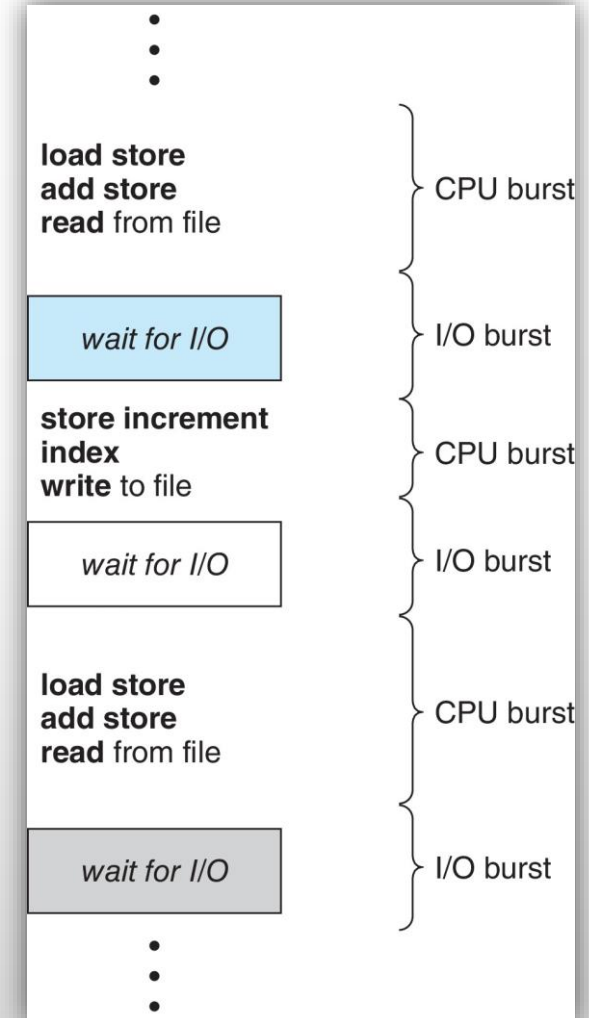 load store
add store
read from file
CPU burst
wait for I/O
I/O burst
store increment
index
write to file
CPU burst
wait for I/O
I/O burst
load store
add store
read from file
CPU burst
wait for I/O
I/O burst